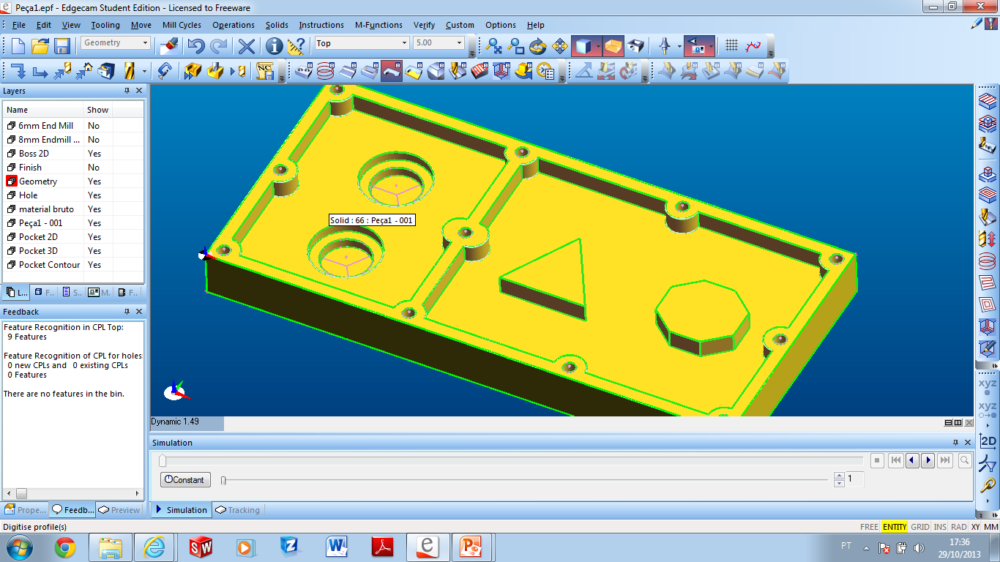 Peça1.epf - Edgecam Student Edition - Licensed to Freeware
File Edit View Tooling Move Mill Cycles Operations Solids Instructions M-Functions Verify Custom Options Help
Geometry Top 5.00
Layers
Name Show
6mm End Mill No
8mm Endmill ... No
Boss 2D Yes
Finish No
Geometry Yes
Hole Yes
material bruto Yes
Peça1 - 001 Yes
Pocket 2D Yes
Pocket 3D Yes
Pocket Contour Yes
L... F.. S.. M. F..
Feedback
Feature Recognition in CPL Top:
9 Features
Feature Recognition of CPL for holes:
0 new CPLs and 0 existing CPLs
0 Features
There are no features in the bin.
Prope... Feedb... Preview
Solid : 66 : Peça1 - 001
Dynamic 1.49
Simulation
Constant
1
Simulation Tracking
xyz
xyz
2D
Digitise profile(s)
FREE ENTITY GRID INS RAD XY MM
PT
17:36
29/10/2013